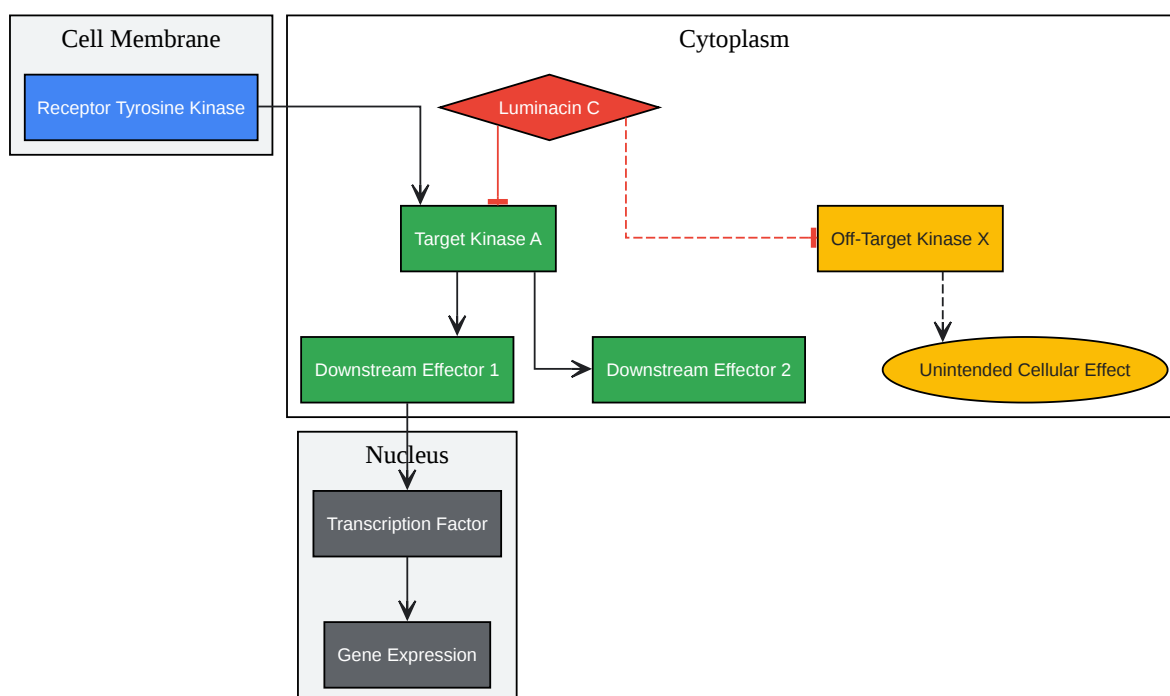 Cell Membrane
Cytoplasm
Receptor Tyrosine Kinase
Luminacin C
Target Kinase A
Off-Target Kinase X
Downstream Effector 1
Downstream Effector 2
Unintended Cellular Effect
Nucleus
Transcription Factor
Gene Expression